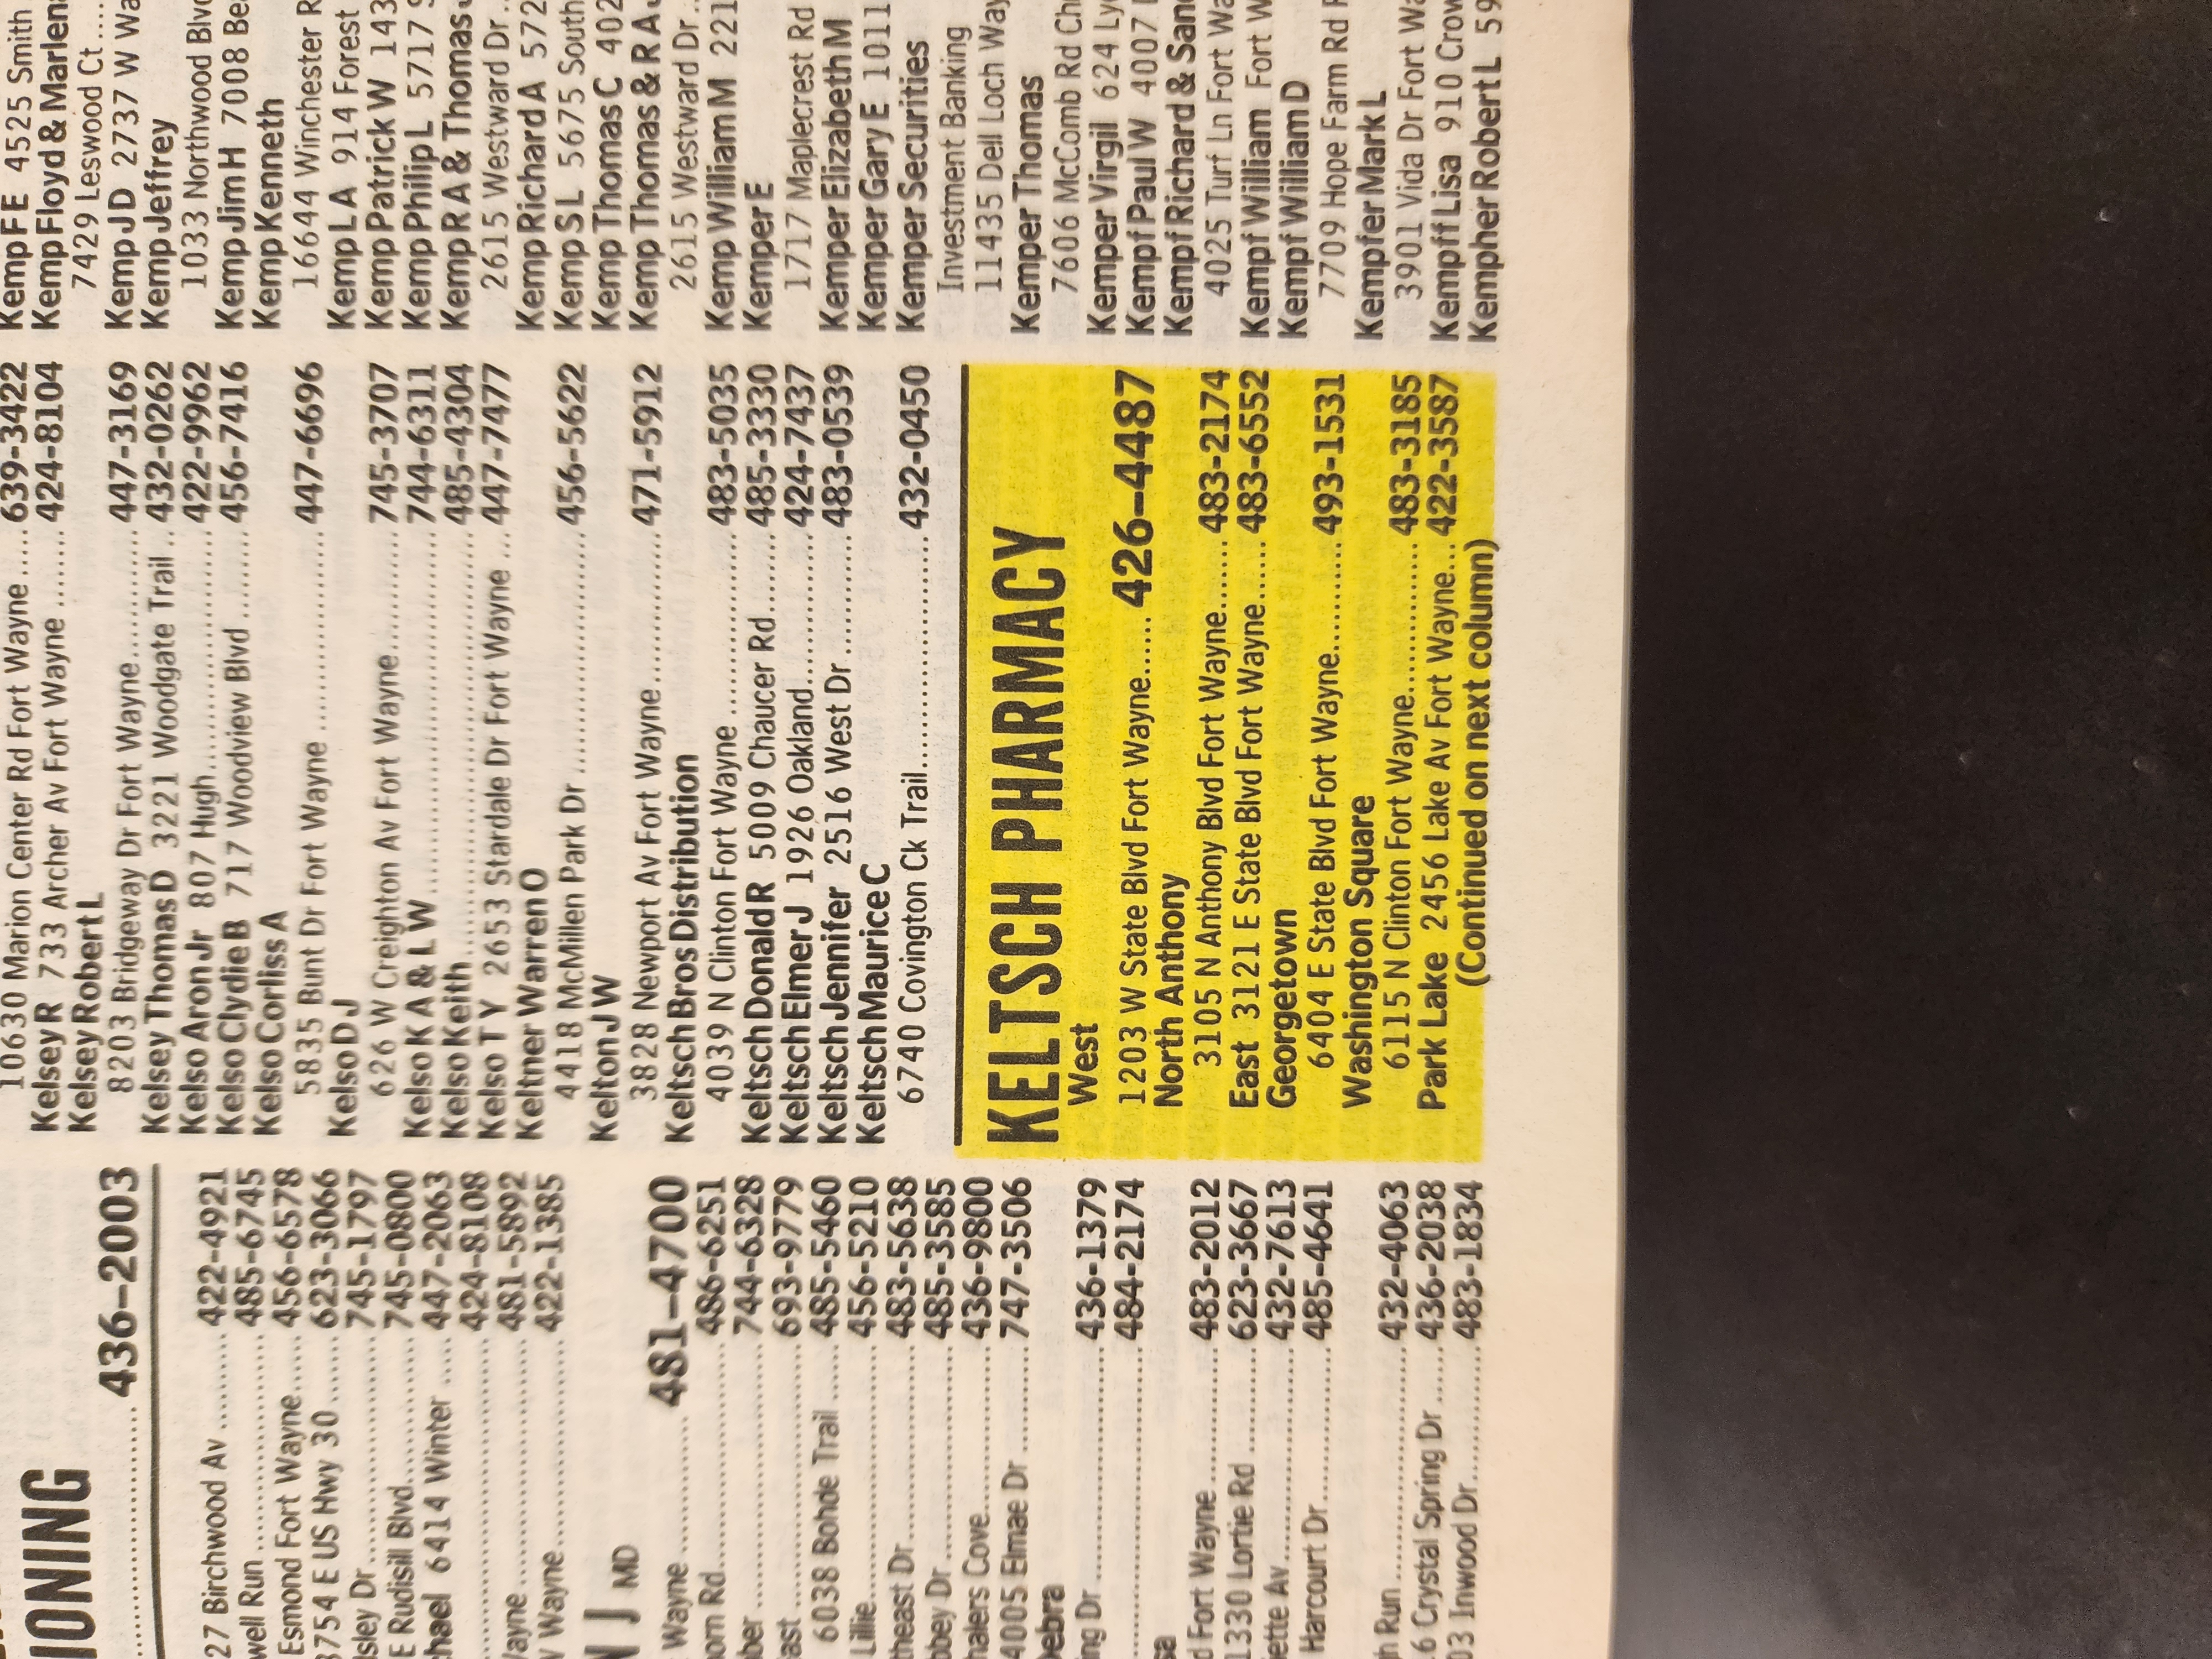 IONING
436–2003
27 Birchwood Av ......... 422-4921
well Run ............ 485-6745
Esmond Fort Wayne...... 456-6578
3754 E US Hwy 30 ....... 623-3066
sley Dr............... 745-1797
E Rudisill Blvd......... 745-0800
hael 6414 Winter ..... 447-2063
424-8108
Wayne ............. 481-5892
Wayne.............. 422-1385
N J MD
Wayne ............ 481–4700
orn Rd............... 486-6251
ber ................ 744-6328
ast ................ 693-9779
6038 Bohde Trail ..... 485-5460
Lillie................ 456-5210
theast Dr............. 483-5638
bbey Dr .............. 485-3585
halers Cove........... 436-9800
4005 Elmae Dr ........ 747-3506
Debra
ng Dr ............... 436-1379
484-2174
sa
d Fort Wayne.......... 483-2012
1330 Lortie Rd ......... 623-3667
ette Av............... 432-7613
Harcourt Dr............ 485-4641
h Run................ 432-4063
6 Crystal Spring Dr ..... 436-2038
03 Inwood Dr........... 483-1834
10630 Marion Center Rd Fort Wayne ..... 639-3422
Kelsey R 733 Archer Av Fort Wayne ........ 424-8104
Kelsey Robert L
8203 Bridgeway Dr Fort Wayne............ 447-3169
Kelsey Thomas D 3221 Woodgate Trail .. 432-0262
Kelso Aron Jr 807 Hugh.................. 422-9962
Kelso Clydie B 717 Woodview Blvd ........ 456-7416
Kelso Corliss A
5835 Bunt Dr Fort Wayne ................ 447-6696
Kelso D J
626 W Creighton Av Fort Wayne........... 745-3707
Kelso K A & L W........................ 744-6311
Kelso Keith........................... 485-4304
Kelso T Y 2653 Stardale Dr Fort Wayne ... 447-7477
Keltner Warren O
4418 McMillen Park Dr ................. 456-5622
Kelton J W
3828 Newport Av Fort Wayne............. 471-5912
Keltsch Bros Distribution
4039 N Clinton Fort Wayne ............. 483-5035
Keltsch Donald R 5009 Chaucer Rd....... 485-3330
Keltsch Elmer J 1926 Oakland............ 424-7437
Keltsch Jennifer 2516 West Dr .......... 483-0539
Keltsch Maurice C
6740 Covington Ck Trail................ 432-0450
KELTSCH PHARMACY
West
1203 W State Blvd Fort Wayne...... 426–4487
North Anthony
3105 N Anthony Blvd Fort Wayne...... 483-2174
East 3121 E State Blvd Fort Wayne...... 483-6552
Georgetown
6404 E State Blvd Fort Wayne.......... 493-1531
Washington Square
6115 N Clinton Fort Wayne............. 483-3185
Park Lake 2456 Lake Av Fort Wayne... 422-3587
(Continued on next column)
Kemp F E 4525 Smith
Kemp Floyd & Marlen
7429 Leswood Ct....
Kemp J D 2737 W Wa
Kemp Jeffrey
1033 Northwood Blv
Kemp Jim H 7008 Be
Kemp Kenneth
16644 Winchester R
Kemp L A 914 Forest
Kemp Patrick W 143
Kemp Philip L 5717 S
Kemp R A & Thomas
2615 Westward Dr..
Kemp Richard A 572
Kemp S L 5675 South
Kemp Thomas C 402
Kemp Thomas & R A
2615 Westward Dr..
Kemp William M 221
Kemper E
1717 Maplecrest Rd
Kemper Elizabeth M
Kemper Gary E 1011
Kemper Securities
Investment Banking
11435 Dell Loch Way
Kemper Thomas
7606 McComb Rd Ch
Kemper Virgil 624 Ly
Kempf Paul W 4007
Kempf Richard & San
4025 Turf Ln Fort Wa
Kempf William Fort W
Kempf William D
7709 Hope Farm Rd F
Kempfer Mark L
3901 Vida Dr Fort Wa
Kempff Lisa 910 Crow
Kempher Robert L 59